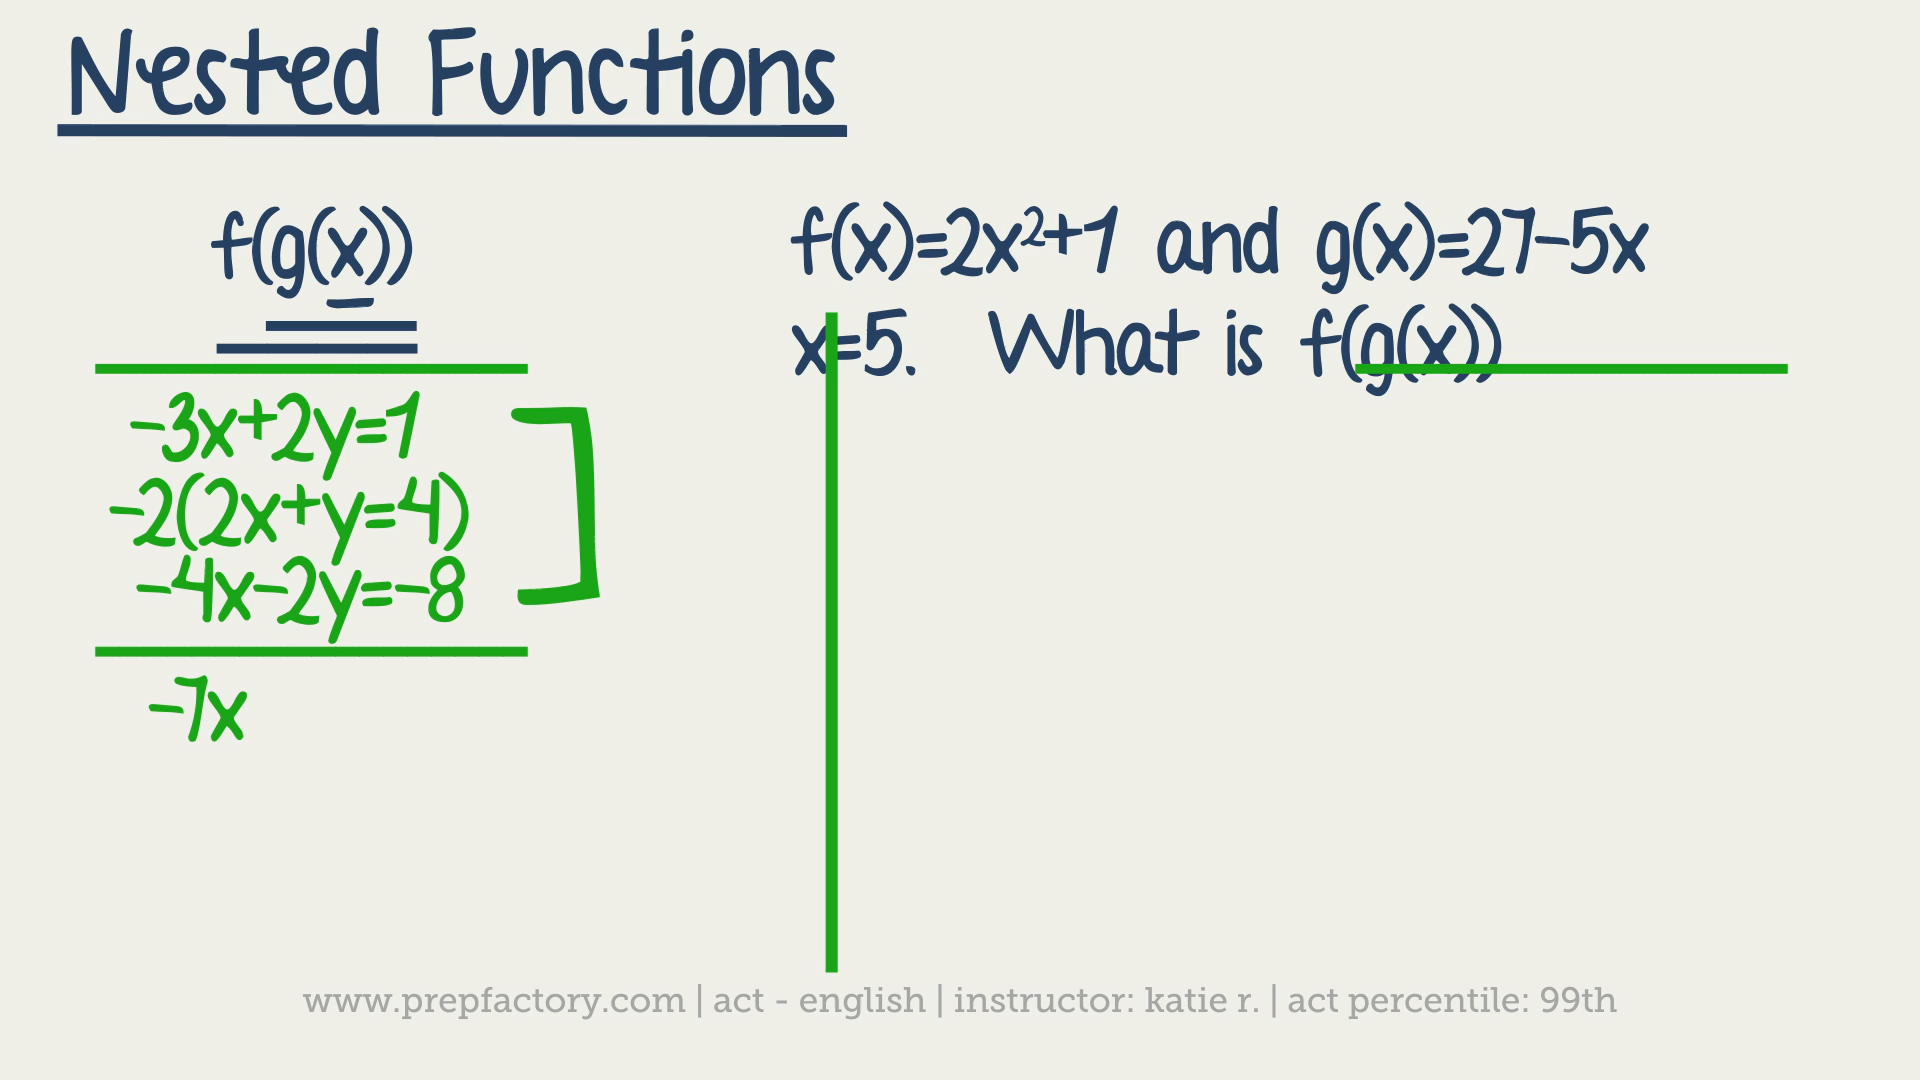 Nested Functions
f(g(x))
f(x)=2x²+1 and g(x)=27-5x
x=5. What is f(g(x))
-3x+2y=1
-2(2x+y=4)
-4x-2y=-8
-7x
www.prepfactory.com | act - english | instructor: katie r. | act percentile: 99th